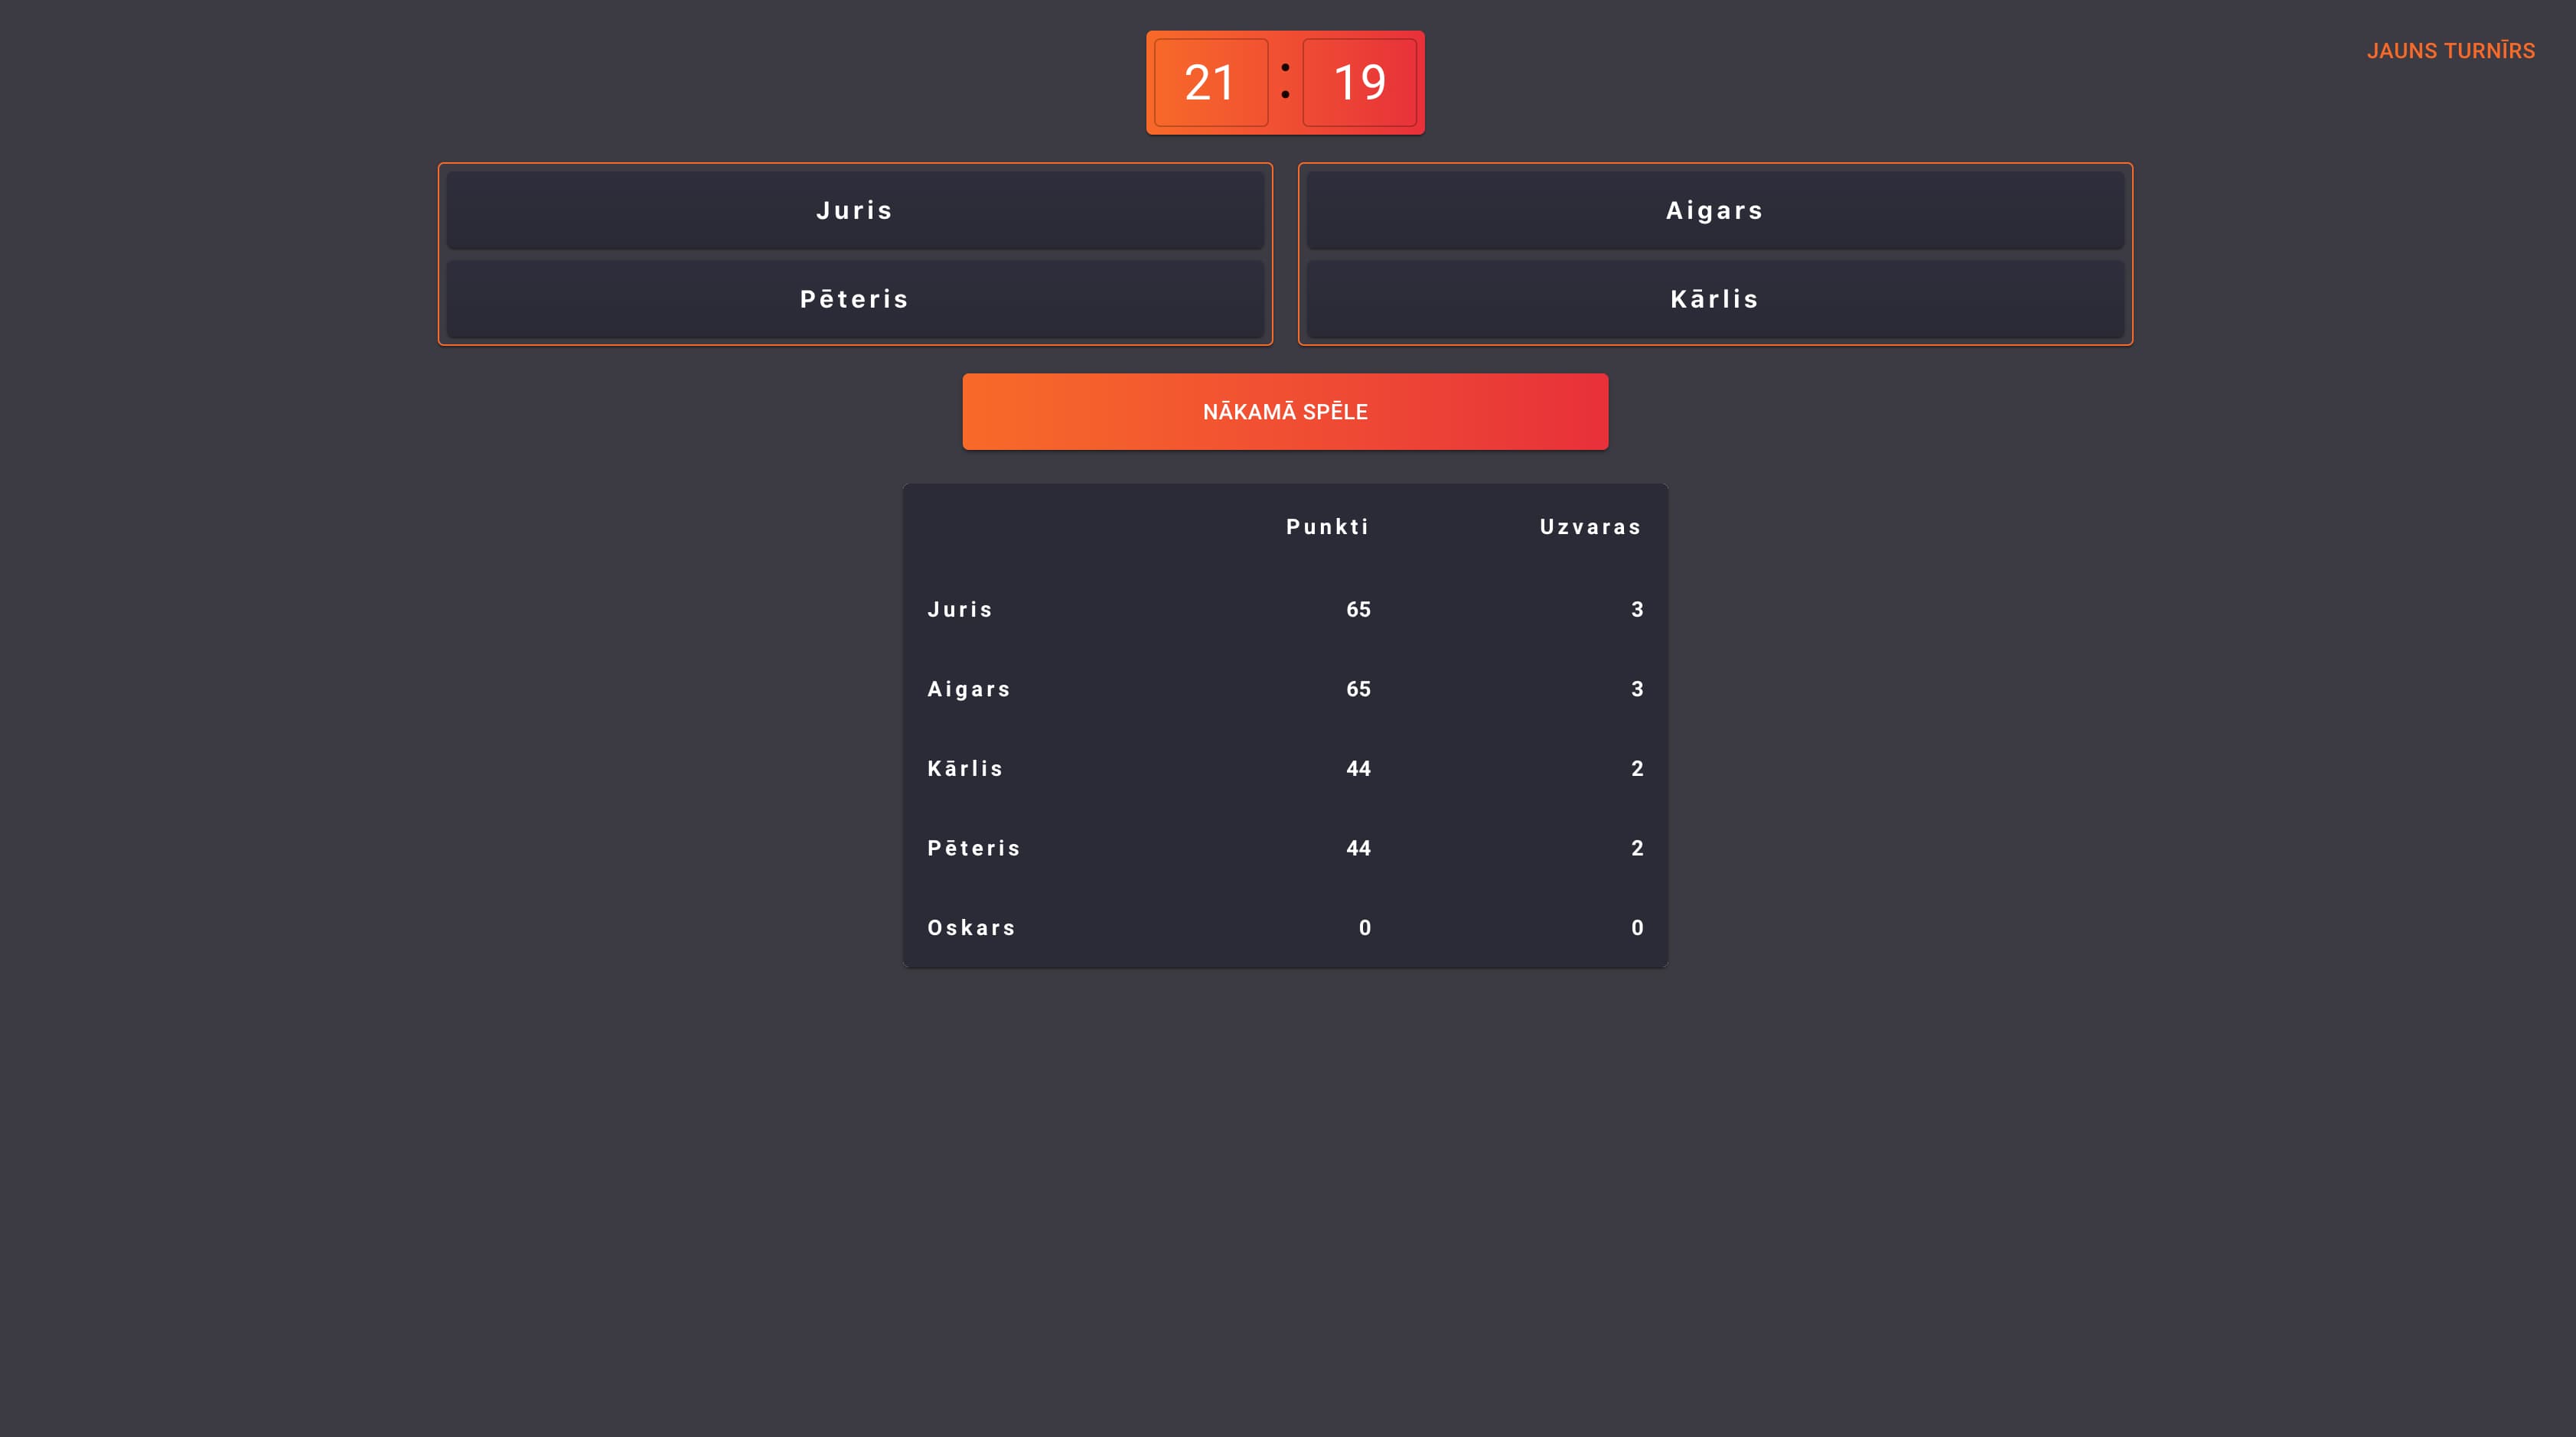 JAUNS TURNĪRS
21 : 19
Juris
Pēteris
Aigars
Kārlis
NĀKAMĀ SPĒLE
Punkti Uzvaras
Juris 65 3
Aigars 65 3
Kārlis 44 2
Pēteris 44 2
Oskars 0 0